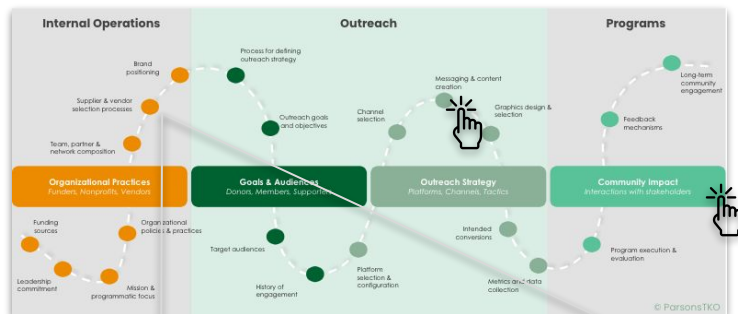 Internal Operations
Outreach
Programs
Brand
positioning
Process for defining
outreach strategy
Messaging & content
creation
Long-term
community
engagement
Supplier & vendor
selection processes
Outreach goals
and objectives
Channel
selection
Graphics design &
selection
Feedback
mechanisms
Team, partner &
network composition
Organizational Practices
Funders, Nonprofits, Vendors
Goals & Audiences
Donors, Members, Supporters
Outreach Strategy
Platforms, Channels, Tactics
Community Impact
Interactions with stakeholders
Funding
sources
Organizational
policies & practices
Target audiences
Intended
conversions
Program execution &
evaluation
Leadership
commitment
Mission &
programmatic focus
History of
engagement
Platform
selection &
configuration
Metrics and data
collection
© ParsonsTKO